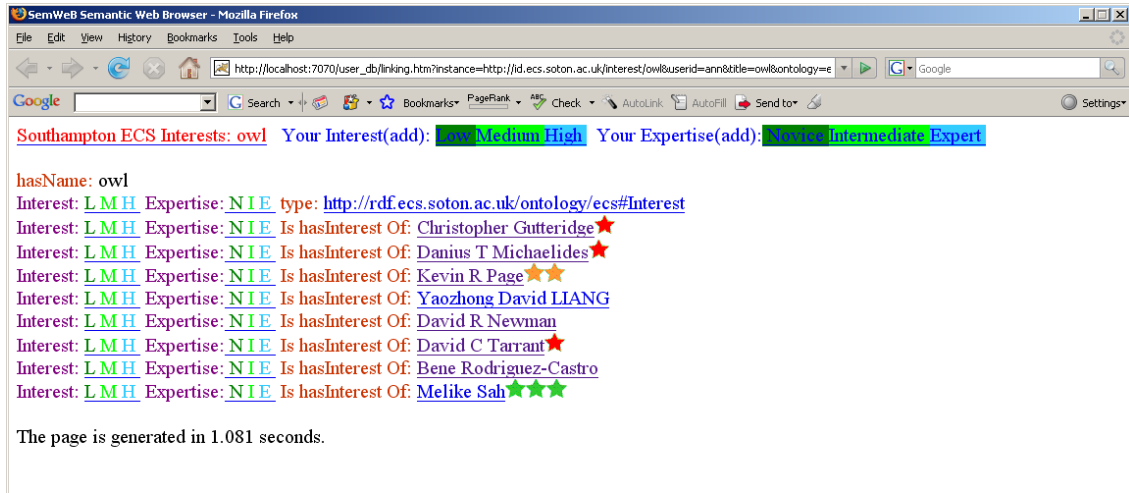 SemWeB Semantic Web Browser - Mozilla Firefox
File Edit View History Bookmarks Tools Help
http://localhost:7070/user_db/linking.htm?instance=http://id.ecs.soton.ac.uk/interest/owl&userid=ann&title=owl&ontology=e G Google
Google G Search Bookmarks PageRank ABC Check AutoLink AutoFill Send to Settings
Southampton ECS Interests: owl Your Interest(add): Low Medium High Your Expertise(add): Novice Intermediate Expert
hasName: owl
Interest: L M H Expertise: N I E type: http://rdf.ecs.soton.ac.uk/ontology/ecs#Interest
Interest: L M H Expertise: N I E Is hasInterest Of: Christopher Gutteridge
Interest: L M H Expertise: N I E Is hasInterest Of: Danius T Michaelides
Interest: L M H Expertise: N I E Is hasInterest Of: Kevin R Page
Interest: L M H Expertise: N I E Is hasInterest Of: Yaozhong David LIANG
Interest: L M H Expertise: N I E Is hasInterest Of: David R Newman
Interest: L M H Expertise: N I E Is hasInterest Of: David C Tarrant
Interest: L M H Expertise: N I E Is hasInterest Of: Bene Rodriguez-Castro
Interest: L M H Expertise: N I E Is hasInterest Of: Melike Sah
The page is generated in 1.081 seconds.